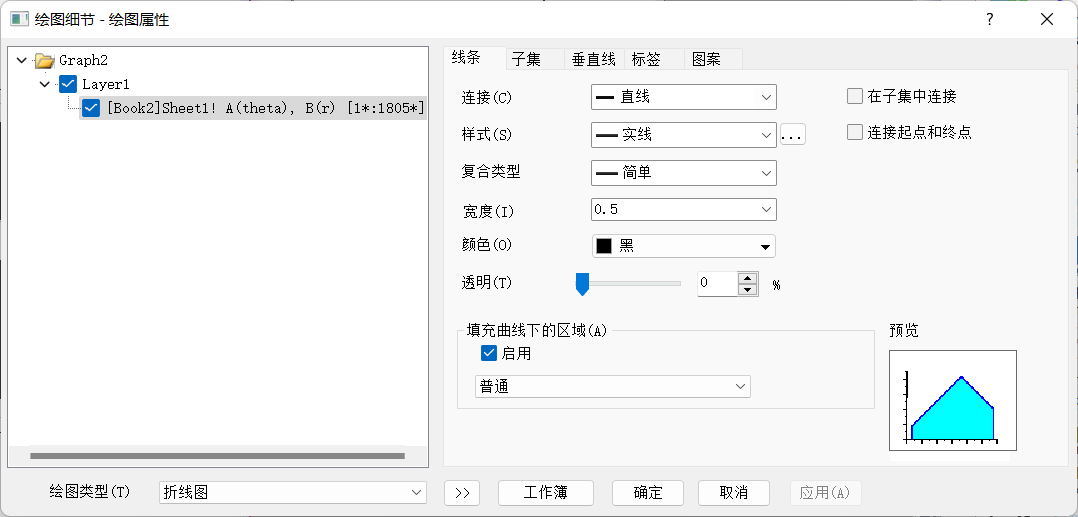 绘图细节 - 绘图属性
?
Graph2
Layer1
[Book2]Sheet1! A(theta), B(r) [1*:1805*]
线条 子集 垂直线 标签 图案
连接(C) 直线 在子集中连接
样式(S) 实线 ... 连接起点和终点
复合类型 简单
宽度(I) 0.5
颜色(O) 黑
透明(T) 0 %
填充曲线下的区域(A) 预览
启用
普通
绘图类型(T) 折线图 >> 工作簿 确定 取消 应用(A)